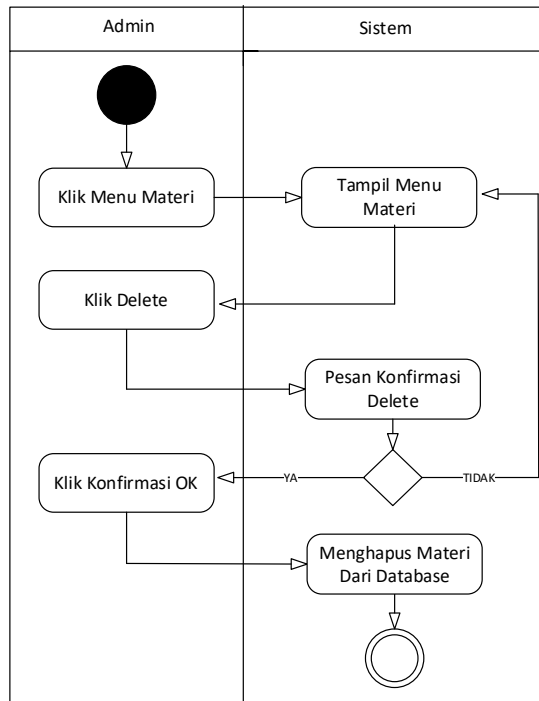 Admin
Sistem
Klik Menu Materi
Tampil Menu
Materi
Klik Delete
Pesan Konfirmasi
Delete
YA
TIDAK
Klik Konfirmasi OK
Menghapus Materi
Dari Database